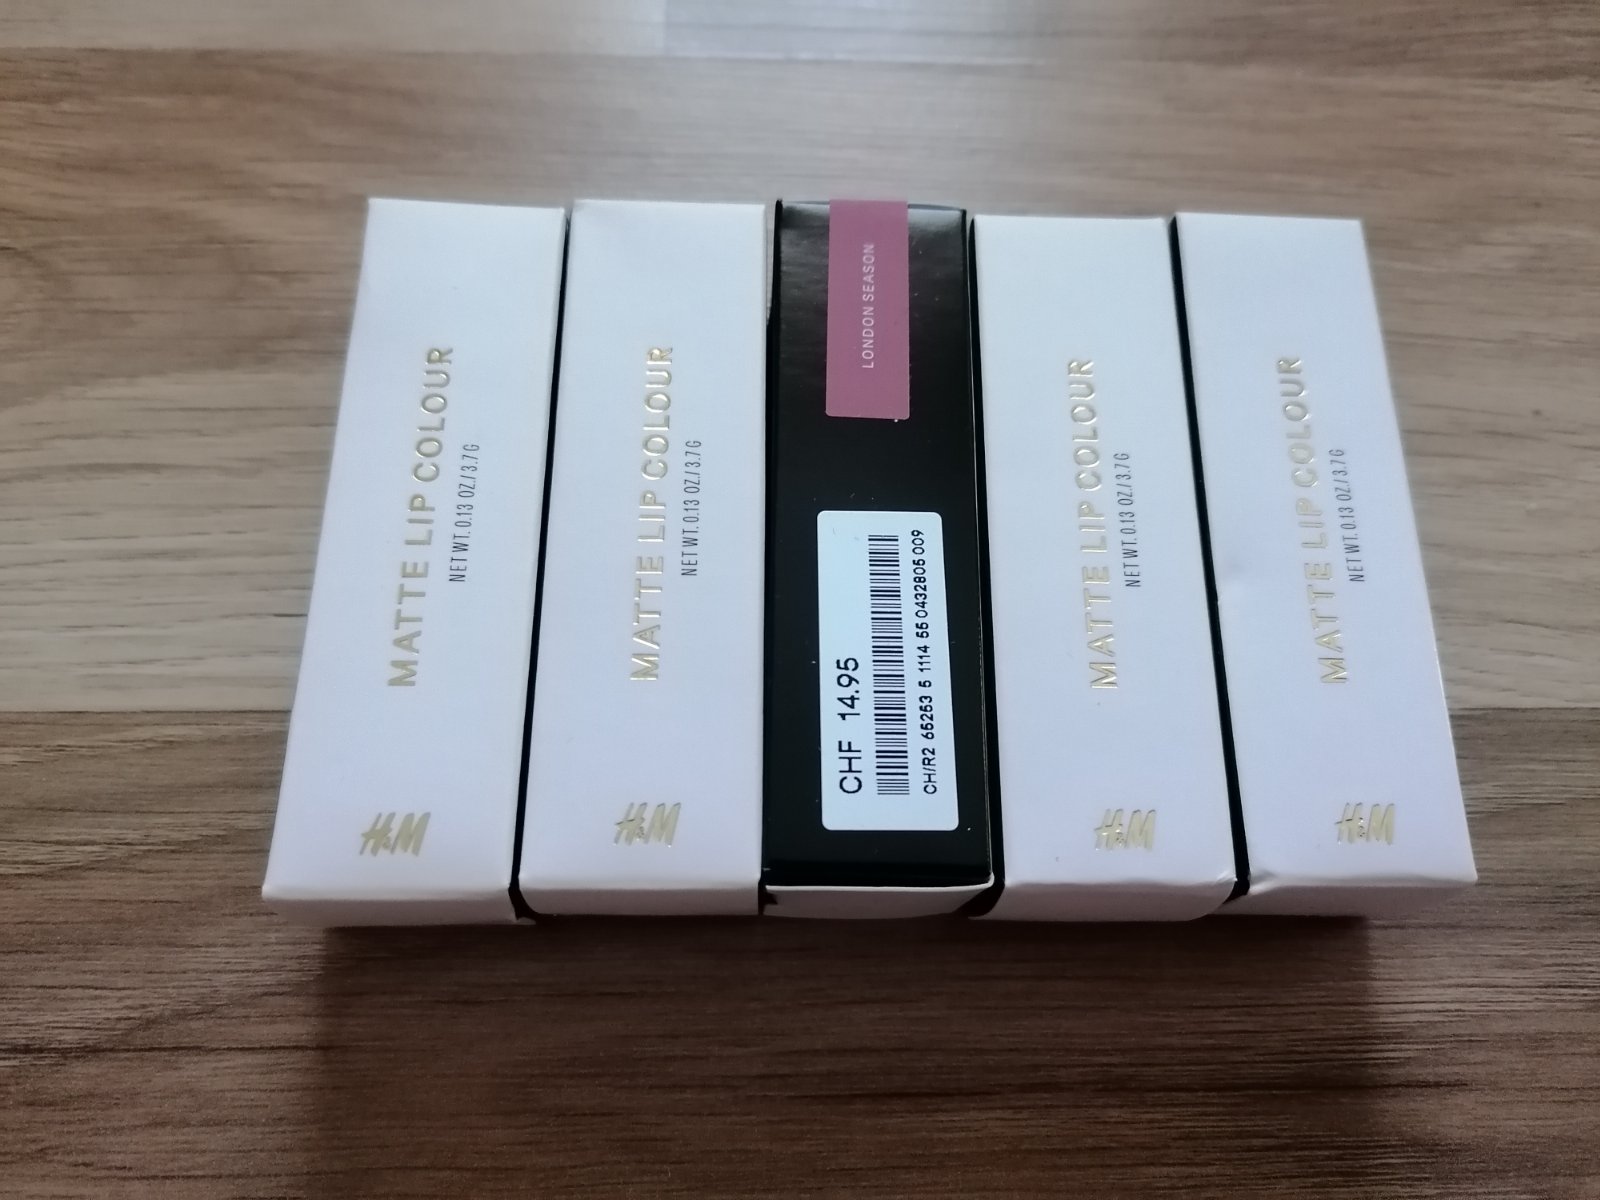 MATTE LIP COLOUR
NET WT. 0.13 OZ./3.7 G
H&M
MATTE LIP COLOUR
NET WT. 0.13 OZ./3.7 G
H&M
LONDON SEASON
CHF 14.95
CH/R2 65253 5 1114 55 0432805 009
MATTE LIP COLOUR
NET WT. 0.13 OZ./3.7 G
H&M
MATTE LIP COLOUR
NET WT. 0.13 OZ./3.7 G
H&M